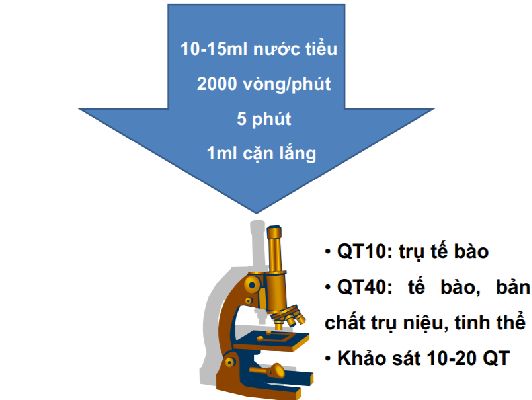 10-15ml nước tiểu
2000 vòng/phút
5 phút
1ml cặn lắng
• QT10: trụ tế bào
• QT40: tế bào, bản
chất trụ niệu, tinh thể
• Khảo sát 10-20 QT